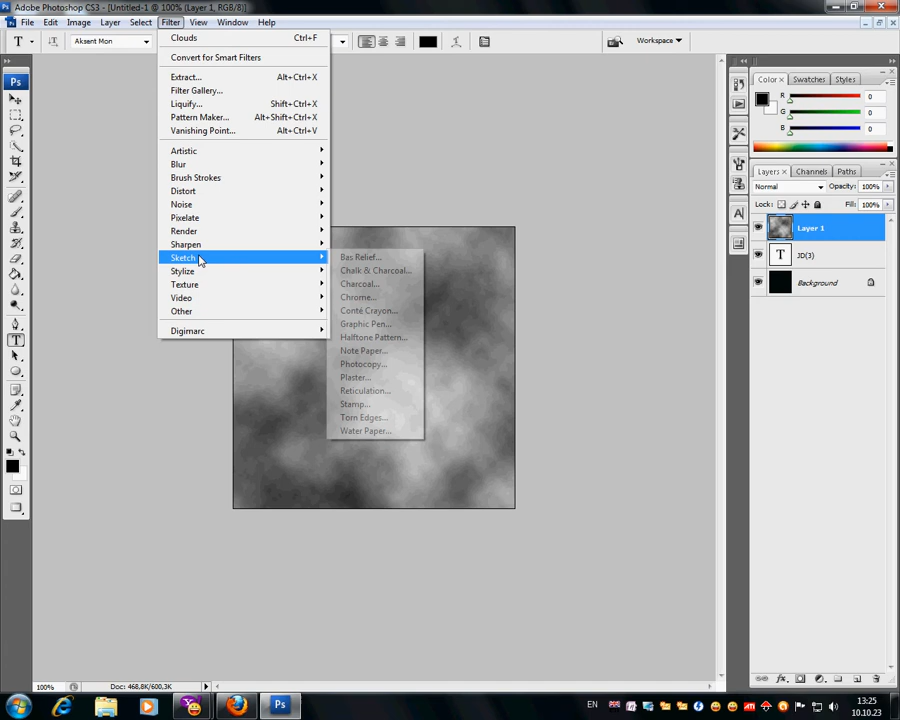 Adobe Photoshop CS3 - [Untitled-1 @ 100% (Layer 1, RGB/8)]
File Edit Image Layer Select Filter View Window Help
Aksent Mon
Workspace
Clouds Ctrl+F
Convert for Smart Filters
Extract... Alt+Ctrl+X
Filter Gallery...
Liquify... Shift+Ctrl+X
Pattern Maker... Alt+Shift+Ctrl+X
Vanishing Point... Alt+Ctrl+V
Artistic
Blur
Brush Strokes
Distort
Noise
Pixelate
Render
Sharpen
Sketch
Stylize
Texture
Video
Other
Digimarc
Bas Relief...
Chalk & Charcoal...
Charcoal...
Chrome...
Conté Crayon...
Graphic Pen...
Halftone Pattern...
Note Paper...
Photocopy...
Plaster...
Reticulation...
Stamp...
Torn Edges...
Water Paper...
Ps
Color Swatches Styles
R 0
G 0
B 0
Layers Channels Paths
Normal Opacity: 100%
Lock: Fill: 100%
Layer 1
T JD(3)
Background
100% Doc: 468,8K/600,3K
Ps
EN
13:25
10.10.23